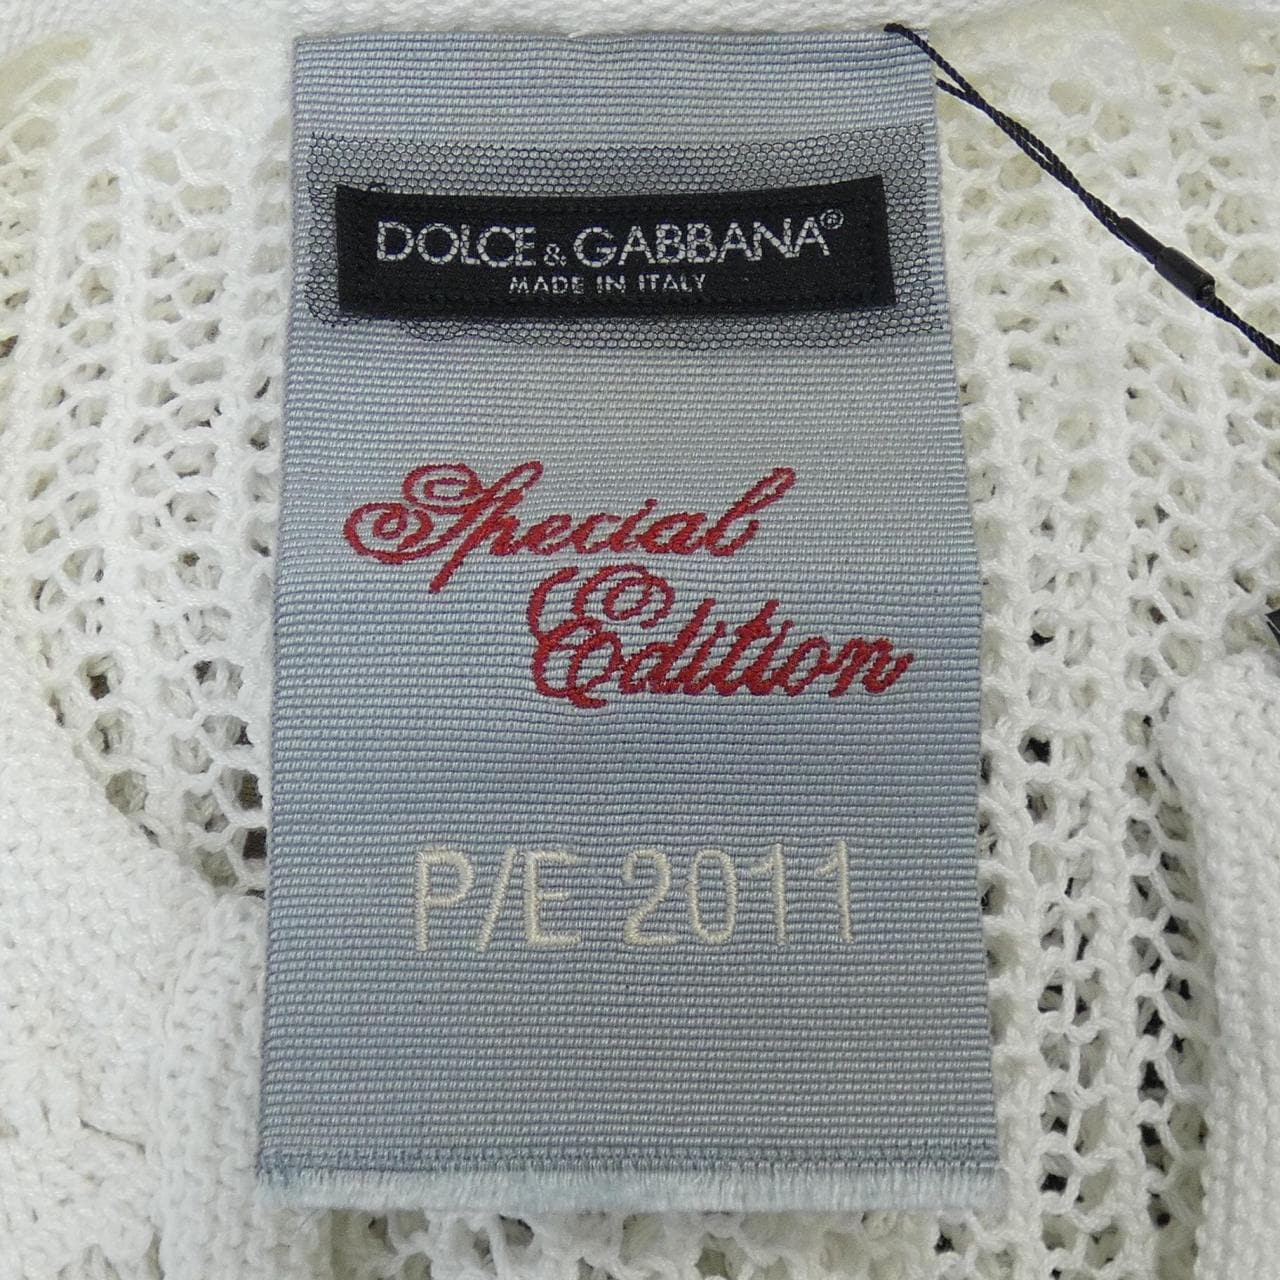 DOLCE & GABBANA®
MADE IN ITALY
Special
Edition
P/E 2011